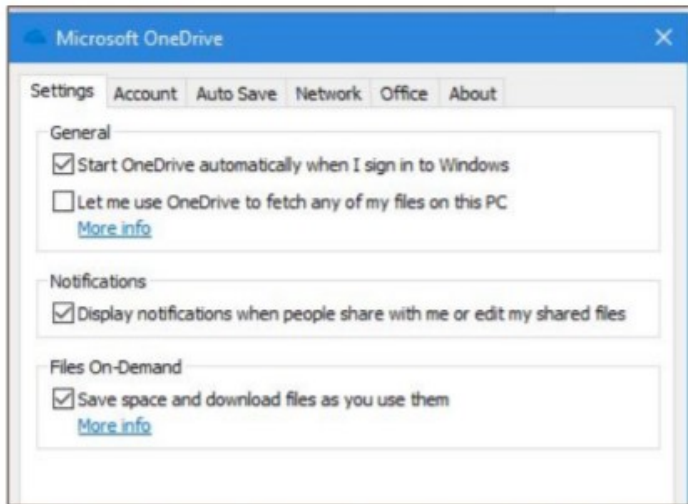 Microsoft OneDrive
Settings Account Auto Save Network Office About
General
Start OneDrive automatically when I sign in to Windows
Let me use OneDrive to fetch any of my files on this PC
More info
Notifications
Display notifications when people share with me or edit my shared files
Files On-Demand
Save space and download files as you use them
More info